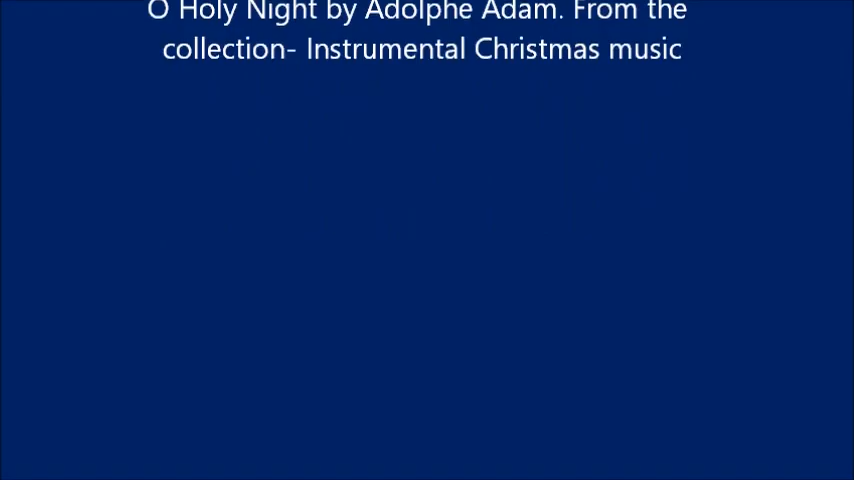 O Holy Night by Adolphe Adam. From the
collection- Instrumental Christmas music